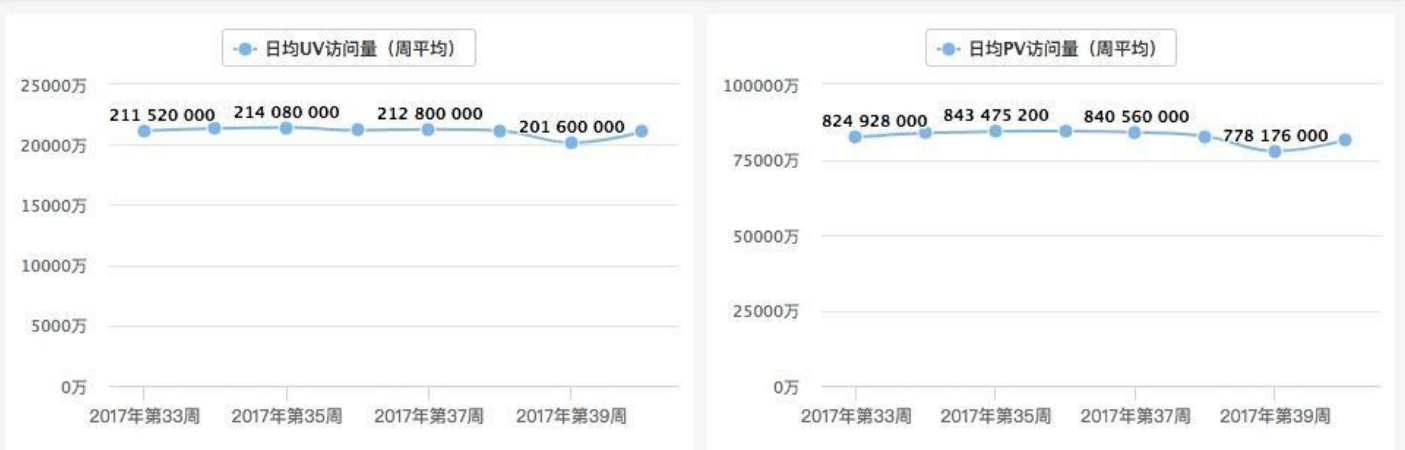 日均UV访问量（周平均）
25000万
20000万
15000万
10000万
5000万
0万
211 520 000
214 080 000
212 800 000
201 600 000
2017年第33周
2017年第35周
2017年第37周
2017年第39周
日均PV访问量（周平均）
100000万
75000万
50000万
25000万
0万
824 928 000
843 475 200
840 560 000
778 176 000
2017年第33周
2017年第35周
2017年第37周
2017年第39周